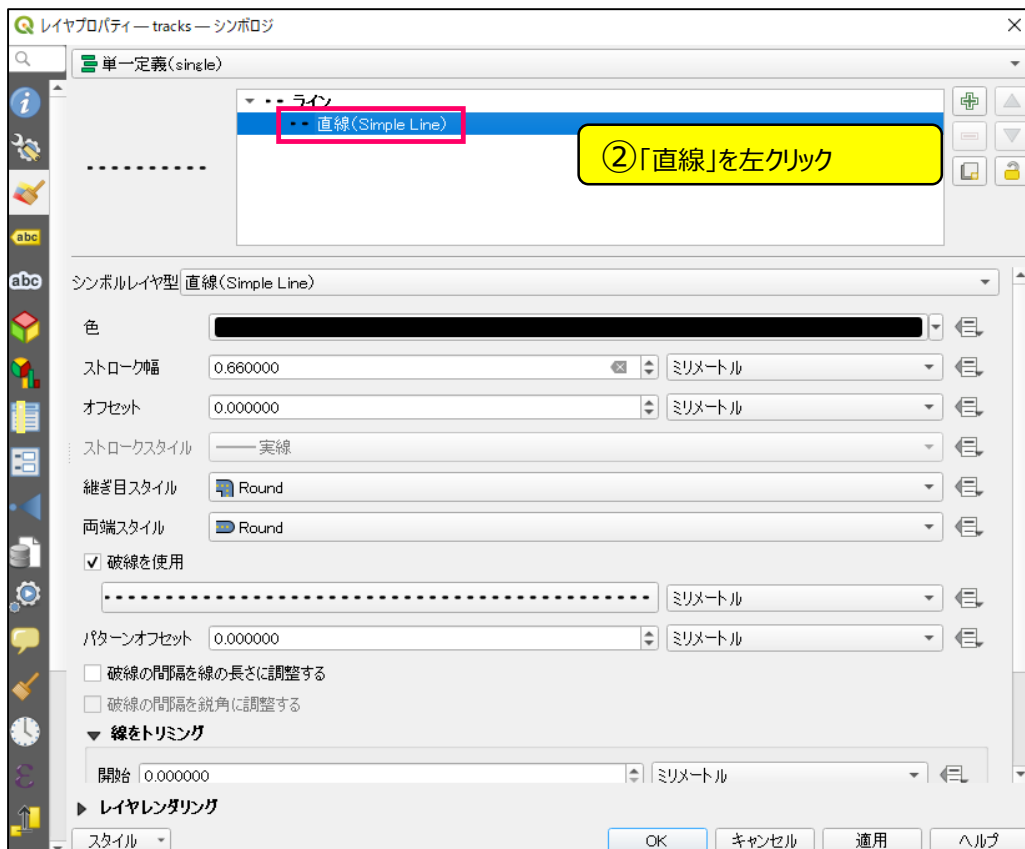 レイヤプロパティ — tracks — シンボロジ
単一定義(single)
ライン
直線(Simple Line)
②「直線」を左クリック
abc
abc
シンボルレイヤ型 直線(Simple Line)
色
ストローク幅 0.660000 ミリメートル
オフセット 0.000000 ミリメートル
ストロークスタイル 実線
継ぎ目スタイル Round
両端スタイル Round
破線を使用
ミリメートル
パターンオフセット 0.000000 ミリメートル
破線の間隔を線の長さに調整する
破線の間隔を鋭角に調整する
線をトリミング
開始 0.000000 ミリメートル
レイヤレンダリング
スタイル OK キャンセル 適用 ヘルプ